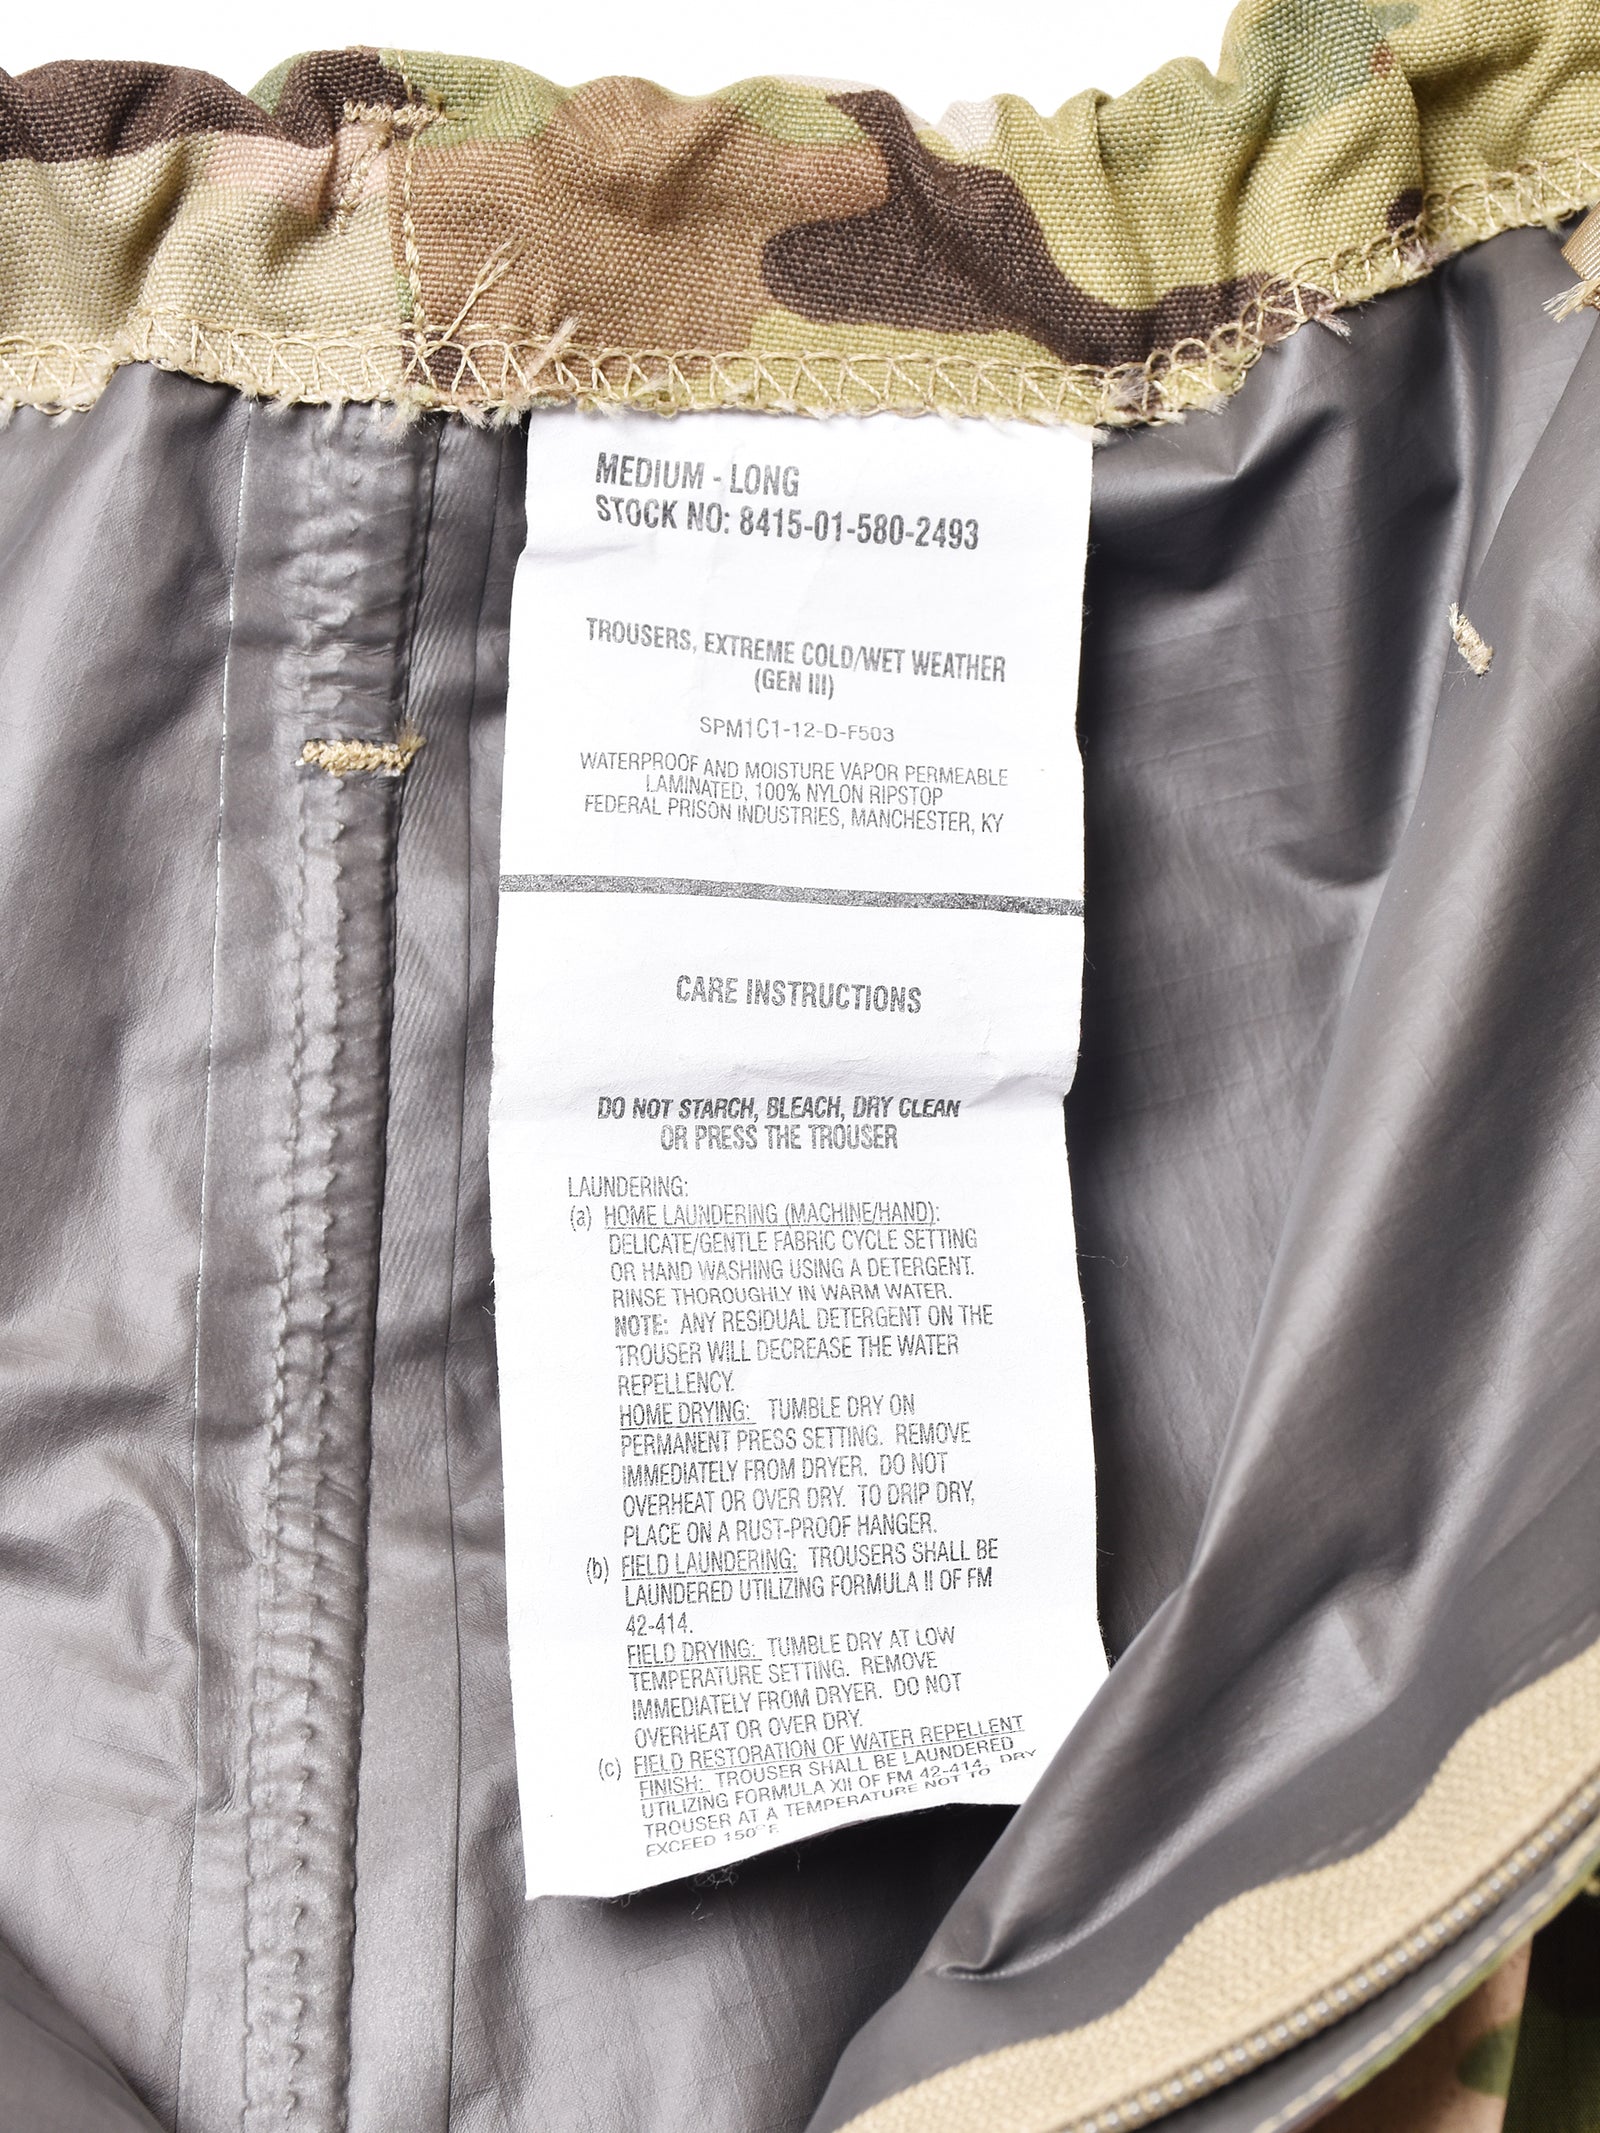 MEDIUM - LONG
STOCK NO: 8415-01-580-2493
TROUSERS, EXTREME COLD/WET WEATHER
(GEN III)
SPM1C1-12-D-F503
WATERPROOF AND MOISTURE VAPOR PERMEABLE
LAMINATED, 100% NYLON RIPSTOP
FEDERAL PRISON INDUSTRIES, MANCHESTER, KY
CARE INSTRUCTIONS
DO NOT STARCH, BLEACH, DRY CLEAN
OR PRESS THE TROUSER
LAUNDERING:
(a) HOME LAUNDERING (MACHINE/HAND):
DELICATE/GENTLE FABRIC CYCLE SETTING
OR HAND WASHING USING A DETERGENT.
RINSE THOROUGHLY IN WARM WATER.
NOTE: ANY RESIDUAL DETERGENT ON THE
TROUSER WILL DECREASE THE WATER
REPELLENCY.
HOME DRYING: TUMBLE DRY ON
PERMANENT PRESS SETTING. REMOVE
IMMEDIATELY FROM DRYER. DO NOT
OVERHEAT OR OVER DRY. TO DRIP DRY,
PLACE ON A RUST-PROOF HANGER.
(b) FIELD LAUNDERING: TROUSERS SHALL BE
LAUNDERED UTILIZING FORMULA II OF FM
42-414.
FIELD DRYING: TUMBLE DRY AT LOW
TEMPERATURE SETTING. REMOVE
IMMEDIATELY FROM DRYER. DO NOT
OVERHEAT OR OVER DRY.
(c) FIELD RESTORATION OF WATER REPELLENT
FINISH: TROUSER SHALL BE LAUNDERED
UTILIZING FORMULA XII OF FM 42-414. DRY
TROUSER AT A TEMPERATURE NOT TO
EXCEED 150°F